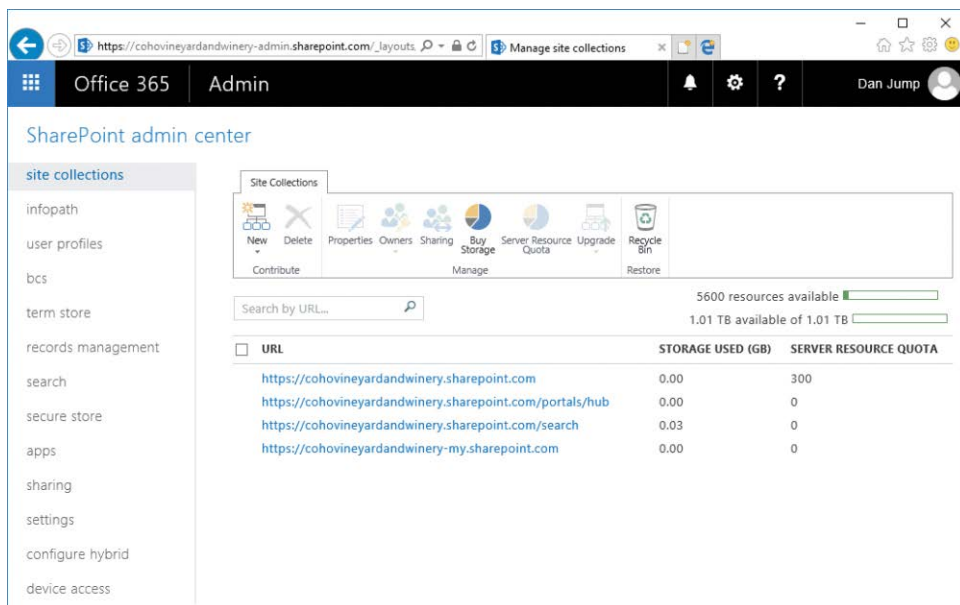 https://cohovineyardandwinery-admin.sharepoint.com/_layouts
Manage site collections
Office 365
Admin
Dan Jump
SharePoint admin center
site collections
infopath
user profiles
bcs
term store
records management
search
secure store
apps
sharing
settings
configure hybrid
device access
Site Collections
New Delete Properties Owners Sharing Buy Storage Server Resource Quota Upgrade Recycle Bin
Contribute Manage Restore
Search by URL...
5600 resources available
1.01 TB available of 1.01 TB
URL STORAGE USED (GB) SERVER RESOURCE QUOTA
https://cohovineyardandwinery.sharepoint.com 0.00 300
https://cohovineyardandwinery.sharepoint.com/portals/hub 0.00 0
https://cohovineyardandwinery.sharepoint.com/search 0.03 0
https://cohovineyardandwinery-my.sharepoint.com 0.00 0